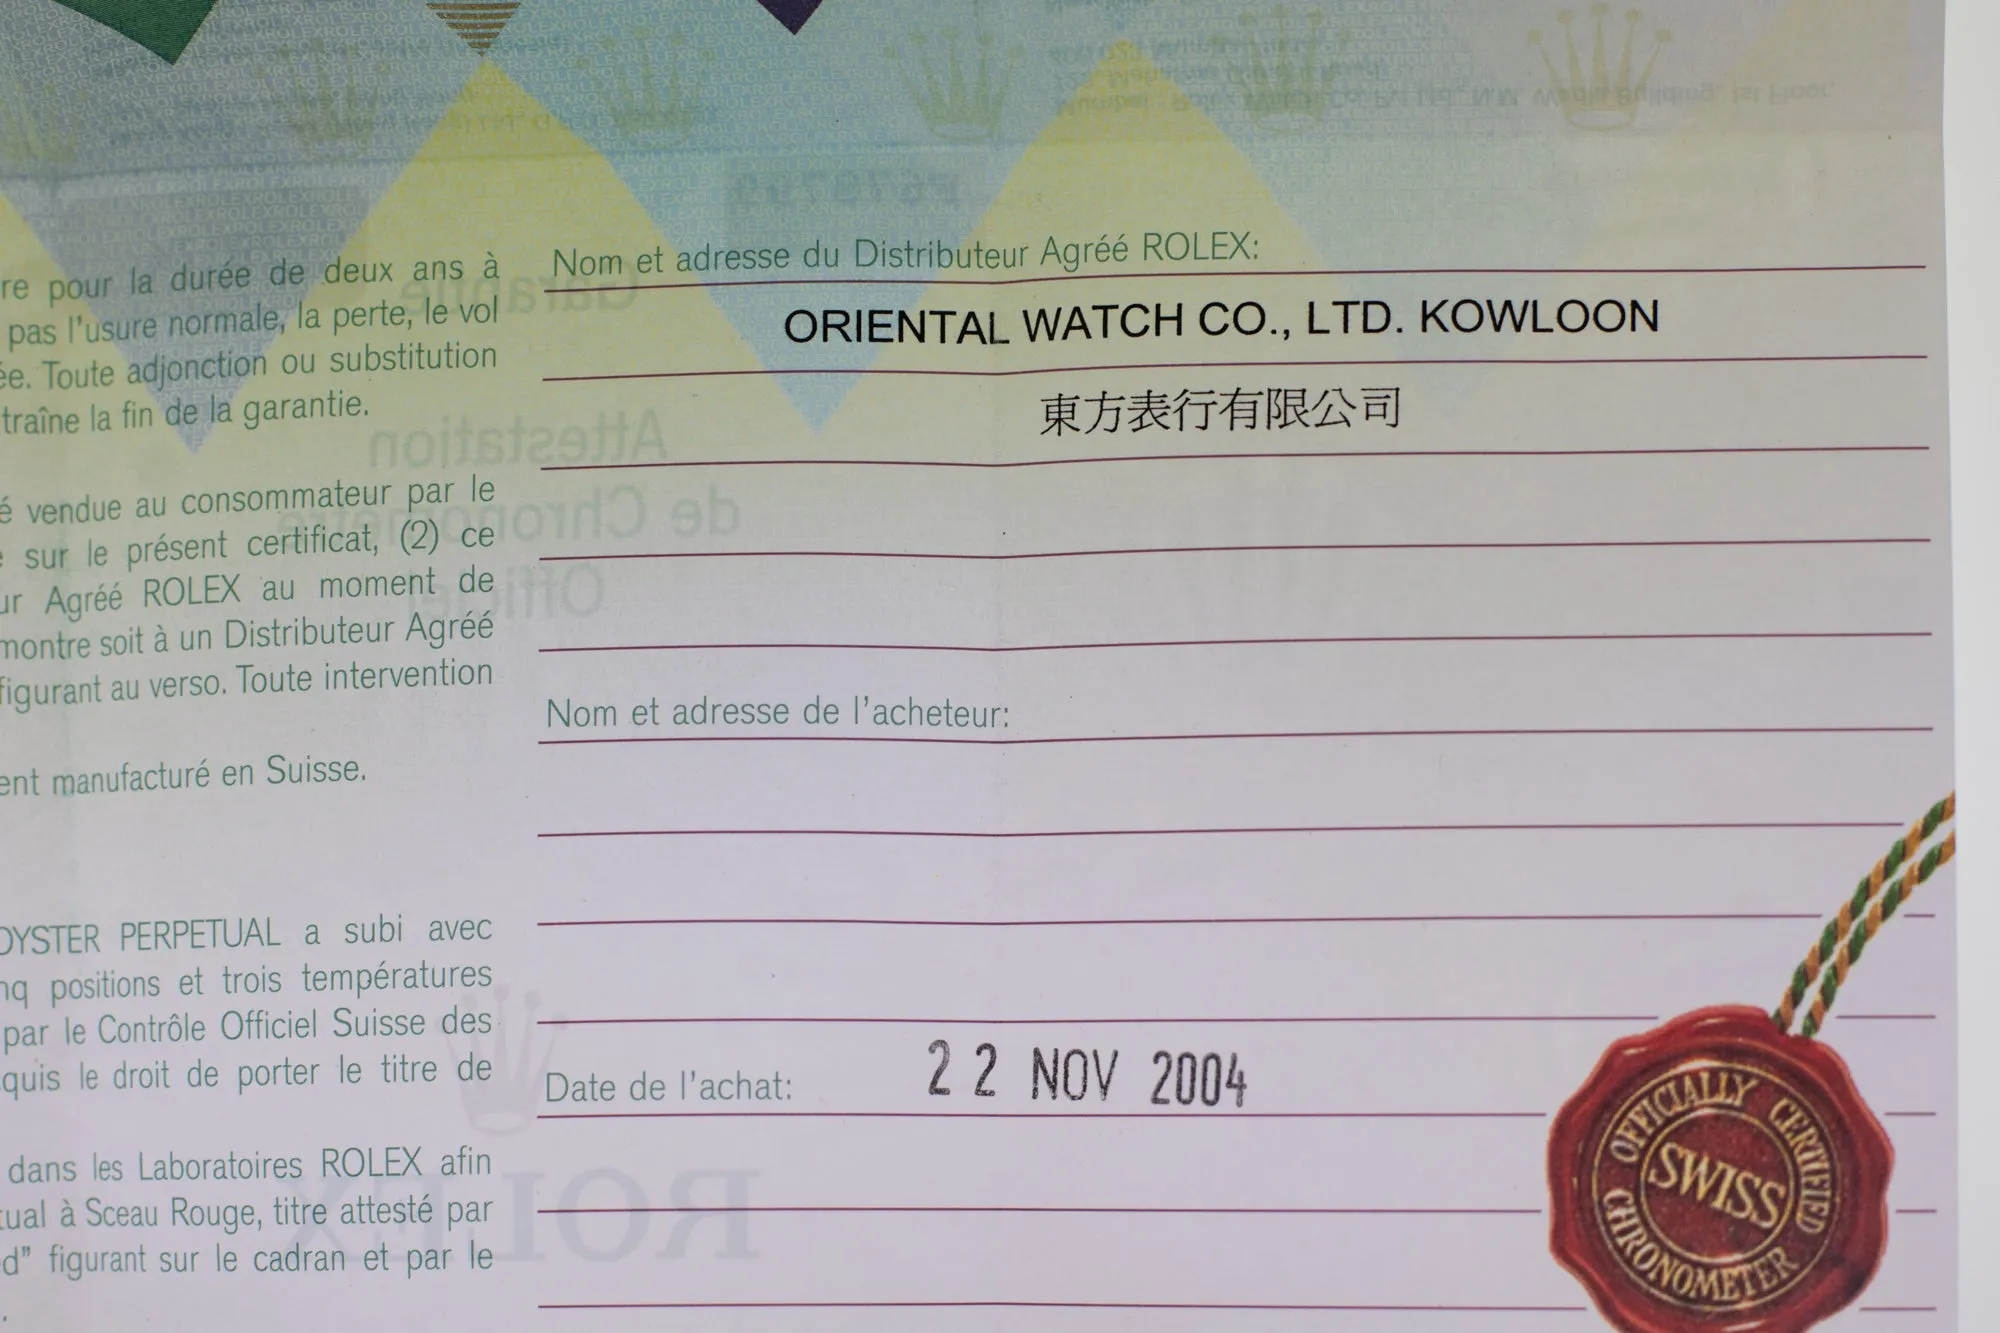 re pour la durée de deux ans à
pas l'usure normale, la perte, le vol
ée. Toute adjonction ou substitution
traîne la fin de la garantie.
é vendue au consommateur par le
sur le présent certificat, (2) ce
ur Agréé ROLEX au moment de
montre soit à un Distributeur Agréé
figurant au verso. Toute intervention
ent manufacturé en Suisse.
OYSTER PERPETUAL a subi avec
nq positions et trois températures
par le Contrôle Officiel Suisse des
quis le droit de porter le titre de
dans les Laboratoires ROLEX afin
tual à Sceau Rouge, titre attesté par
d" figurant sur le cadran et par le
Nom et adresse du Distributeur Agréé ROLEX:
ORIENTAL WATCH CO., LTD. KOWLOON
東方表行有限公司
Nom et adresse de l'acheteur:
Date de l'achat: 22 NOV 2004
OFFICIALLY CERTIFIED
SWISS
CHRONOMETER
Garantie
Attestation
de Chronomètre
Officiel
ROLEX